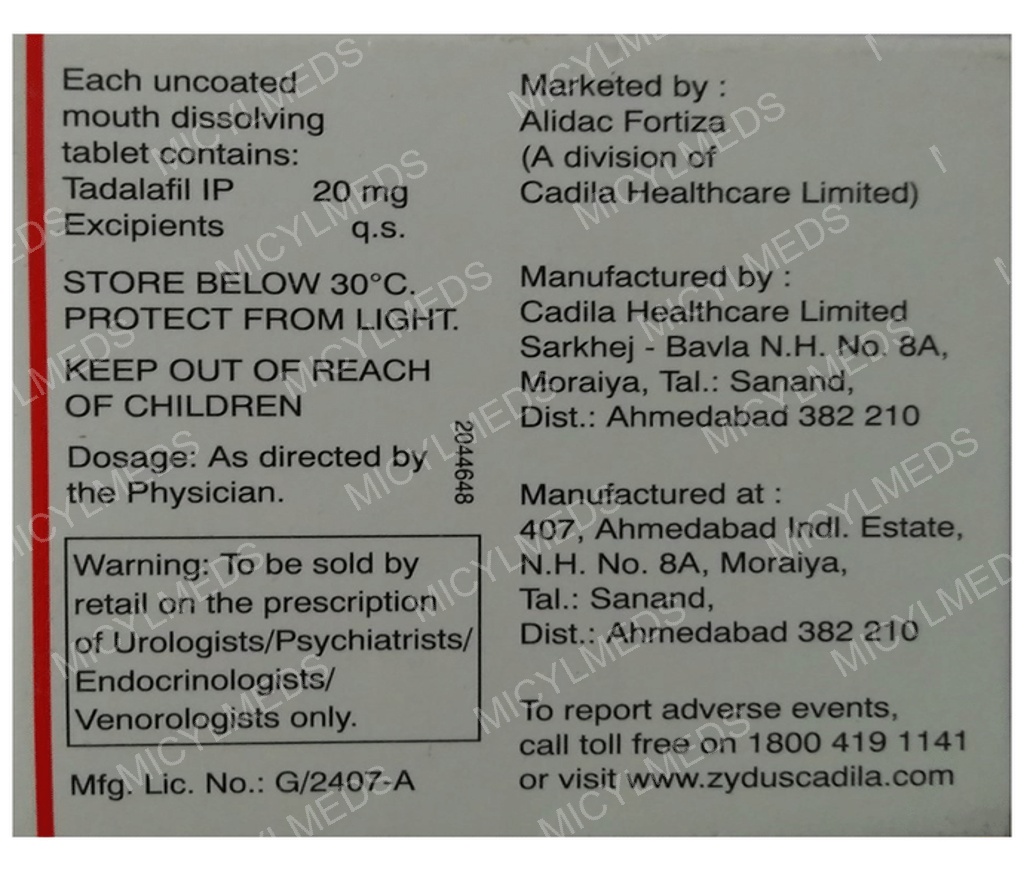 Each uncoated
mouth dissolving
tablet contains:
Tadalafil IP 20 mg
Excipients q.s.
STORE BELOW 30°C.
PROTECT FROM LIGHT.
KEEP OUT OF REACH
OF CHILDREN
Dosage: As directed by
the Physician.
2044648
Warning: To be sold by
retail on the prescription
of Urologists/Psychiatrists/
Endocrinologists/
Venorologists only.
Mfg. Lic. No.: G/2407-A
Marketed by :
Alidac Fortiza
(A division of
Cadila Healthcare Limited)
Manufactured by :
Cadila Healthcare Limited
Sarkhej - Bavla N.H. No. 8A,
Moraiya, Tal.: Sanand,
Dist.: Ahmedabad 382 210
Manufactured at :
407, Ahmedabad Indl. Estate,
N.H. No. 8A, Moraiya,
Tal.: Sanand,
Dist.: Ahmedabad 382 210
To report adverse events,
call toll free on 1800 419 1141
or visit www.zyduscadila.com
MICYLMEDS